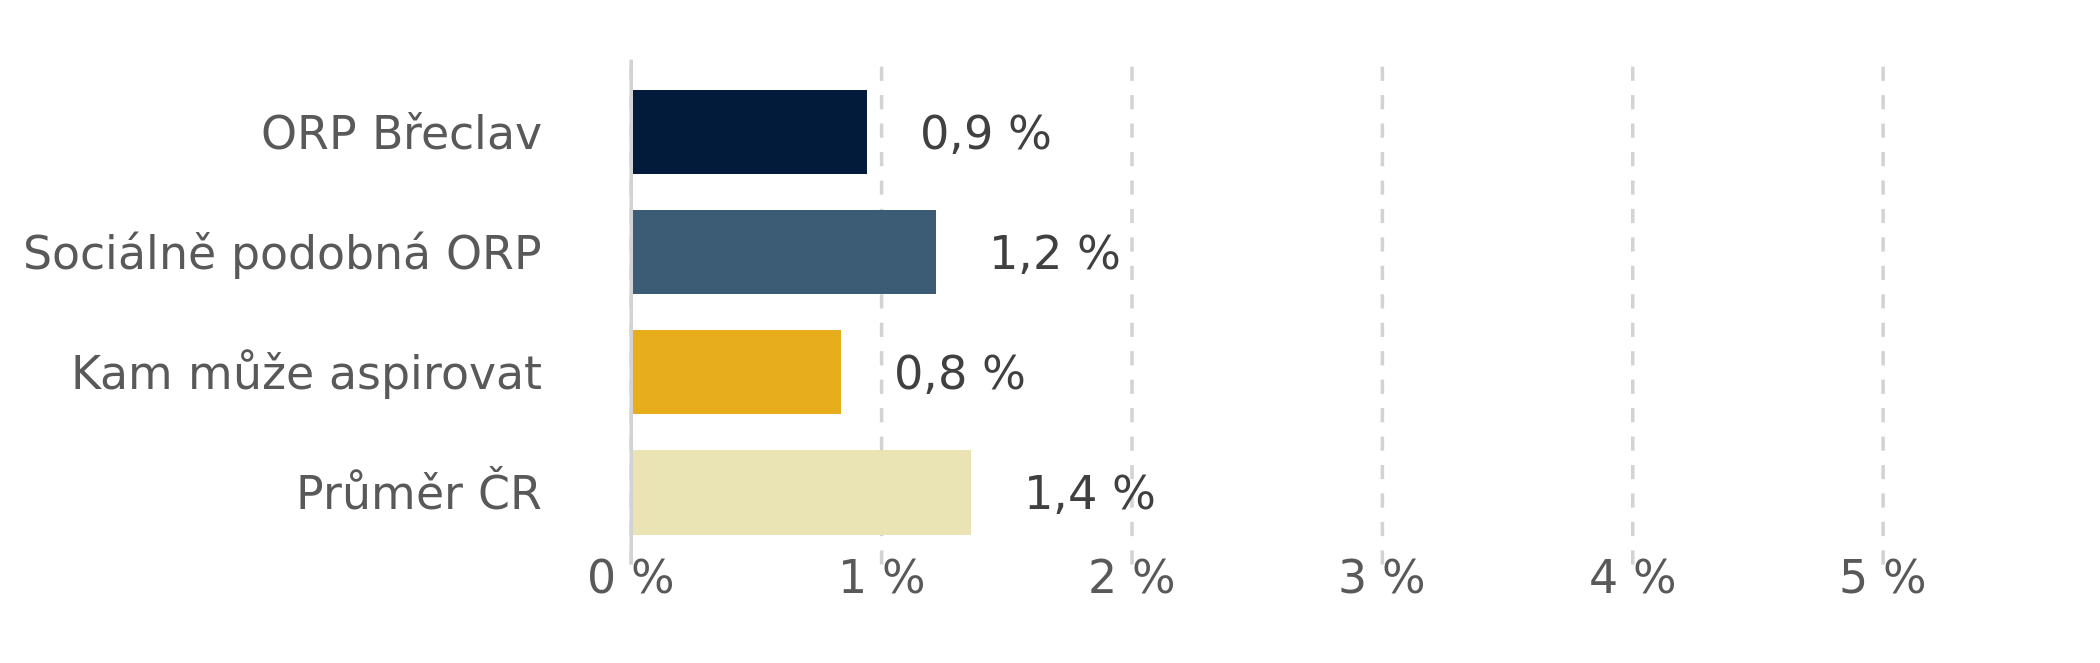 ORP Břeclav 0,9 %
Sociálně podobná ORP 1,2 %
Kam může aspirovat 0,8 %
Průměr ČR 1,4 %
0 % 1 % 2 % 3 % 4 % 5 %